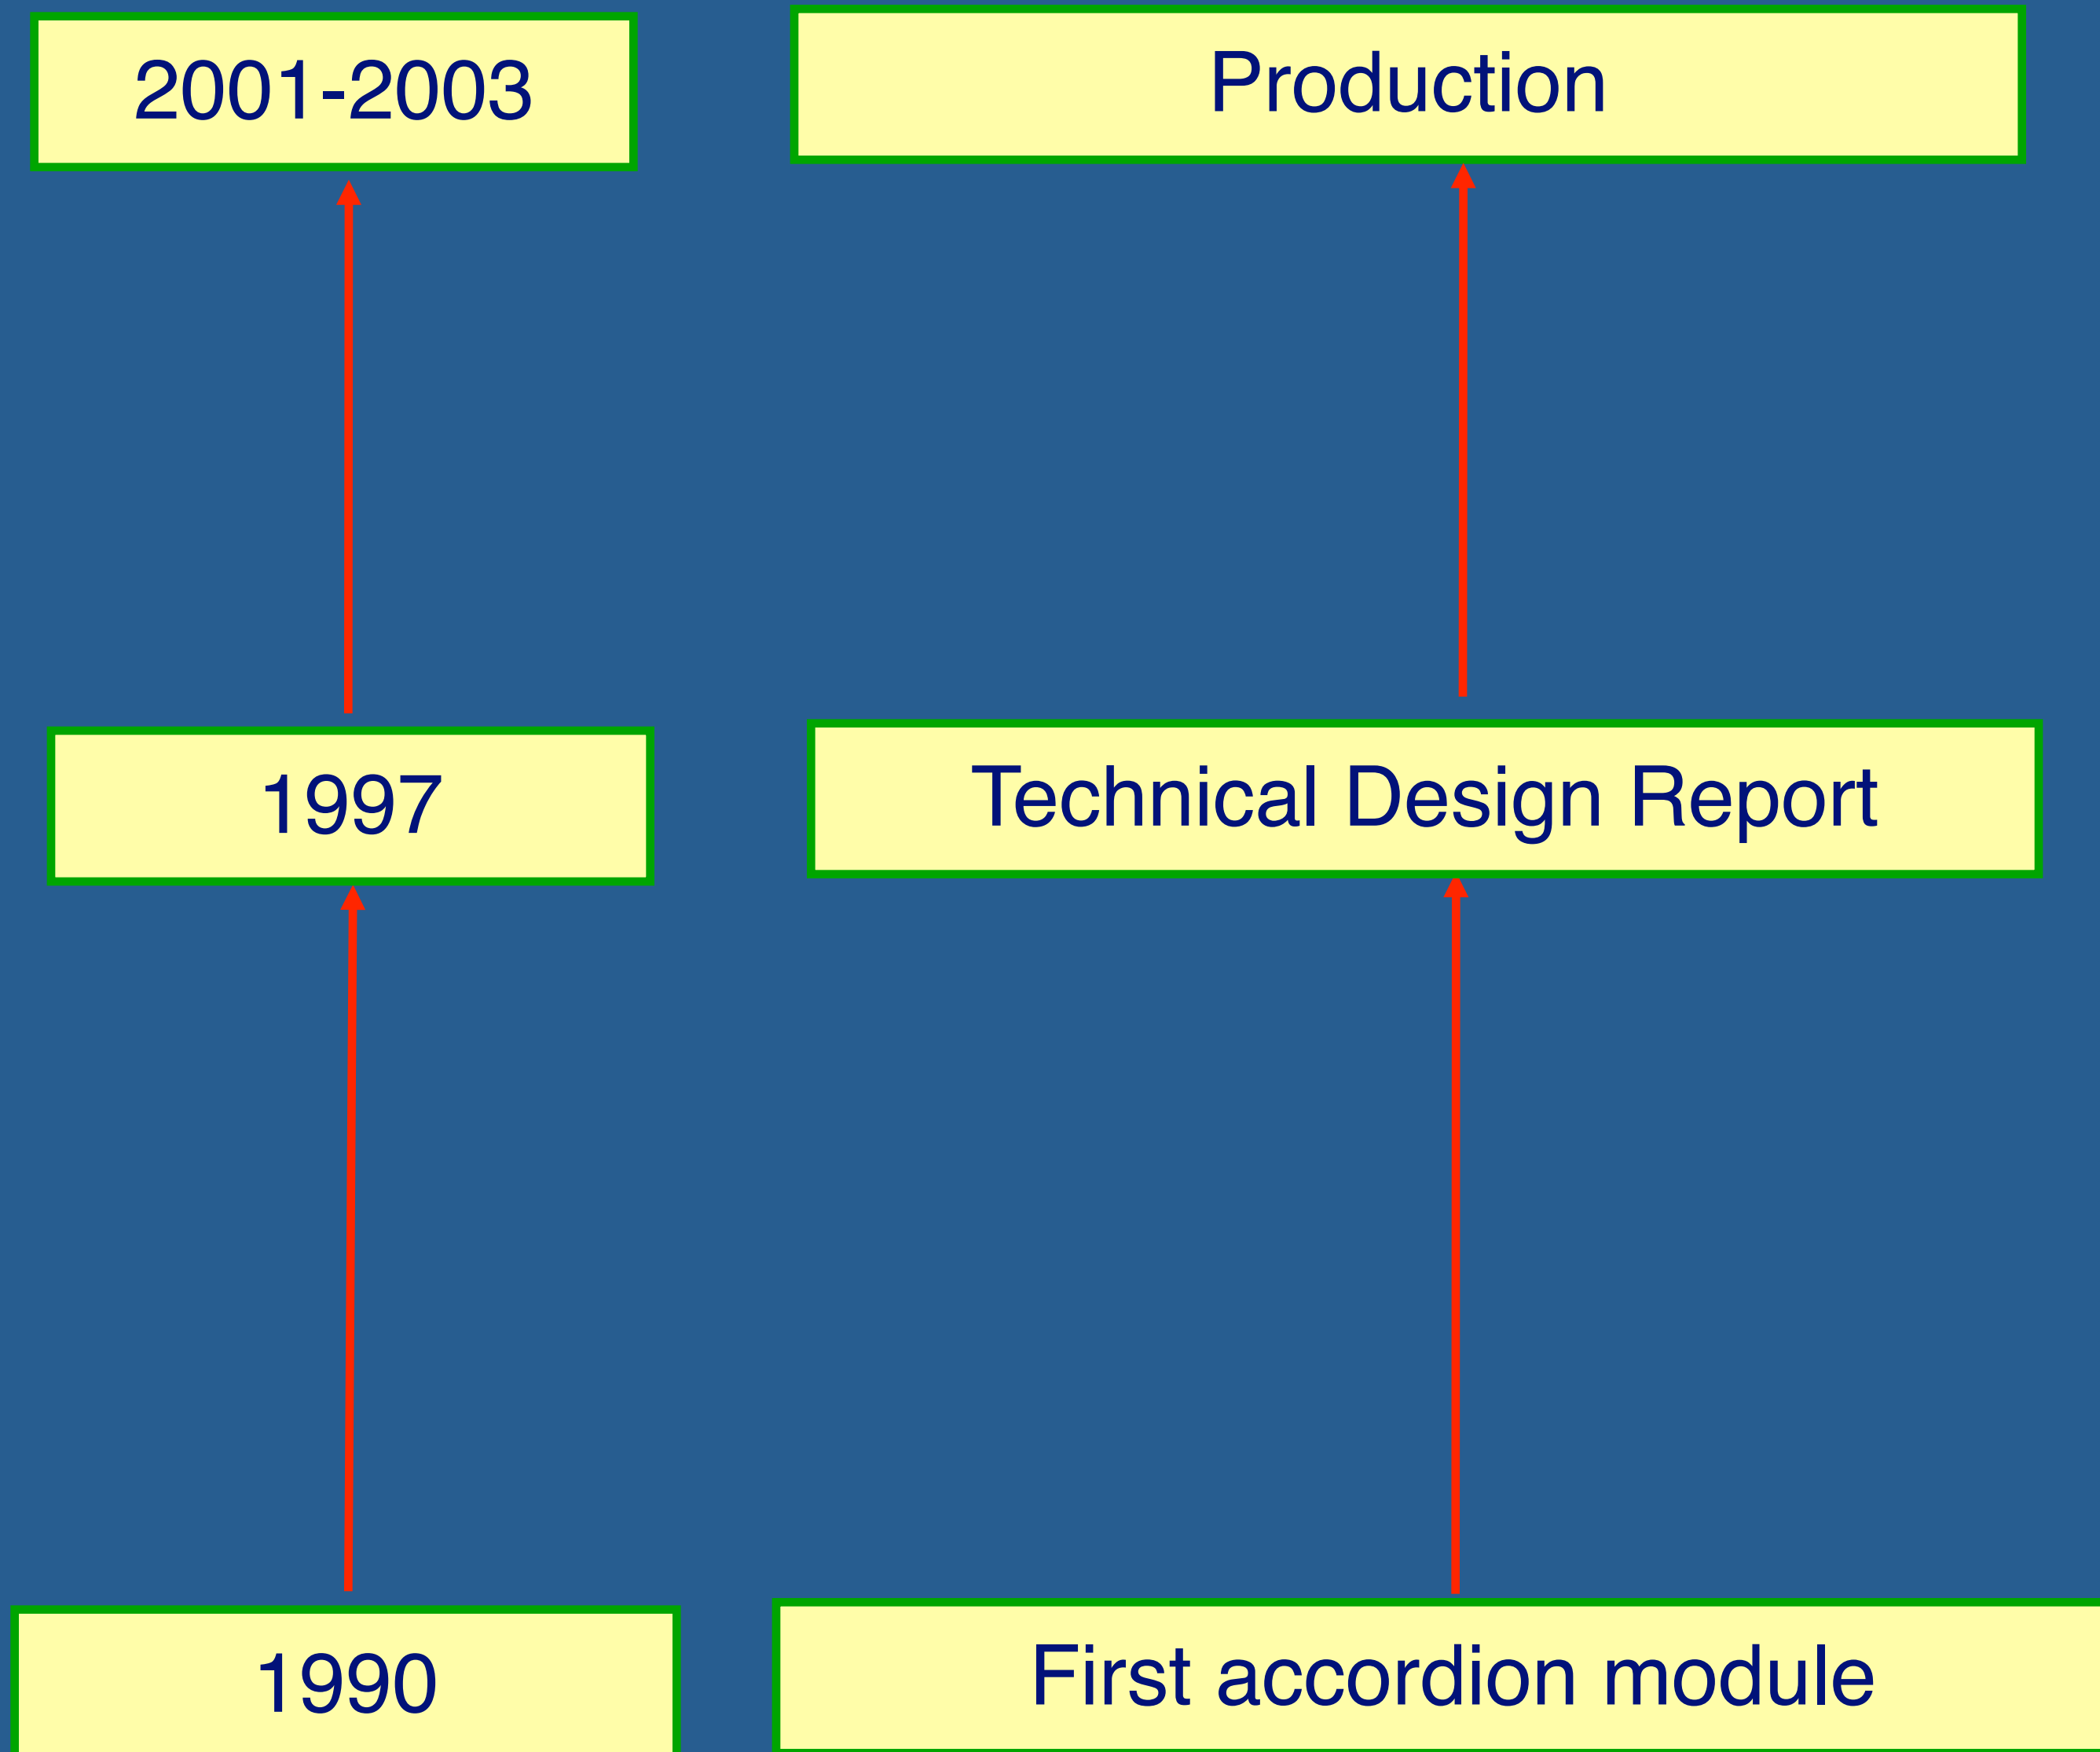 2001-2003
Production
1997
Technical Design Report
1990
First accordion module